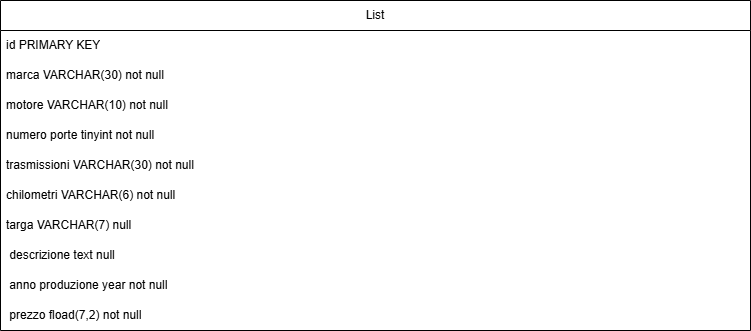 List
id PRIMARY KEY
marca VARCHAR(30) not null
motore VARCHAR(10) not null
numero porte tinyint not null
trasmissioni VARCHAR(30) not null
chilometri VARCHAR(6) not null
targa VARCHAR(7) null
descrizione text null
anno produzione year not null
prezzo fload(7,2) not null